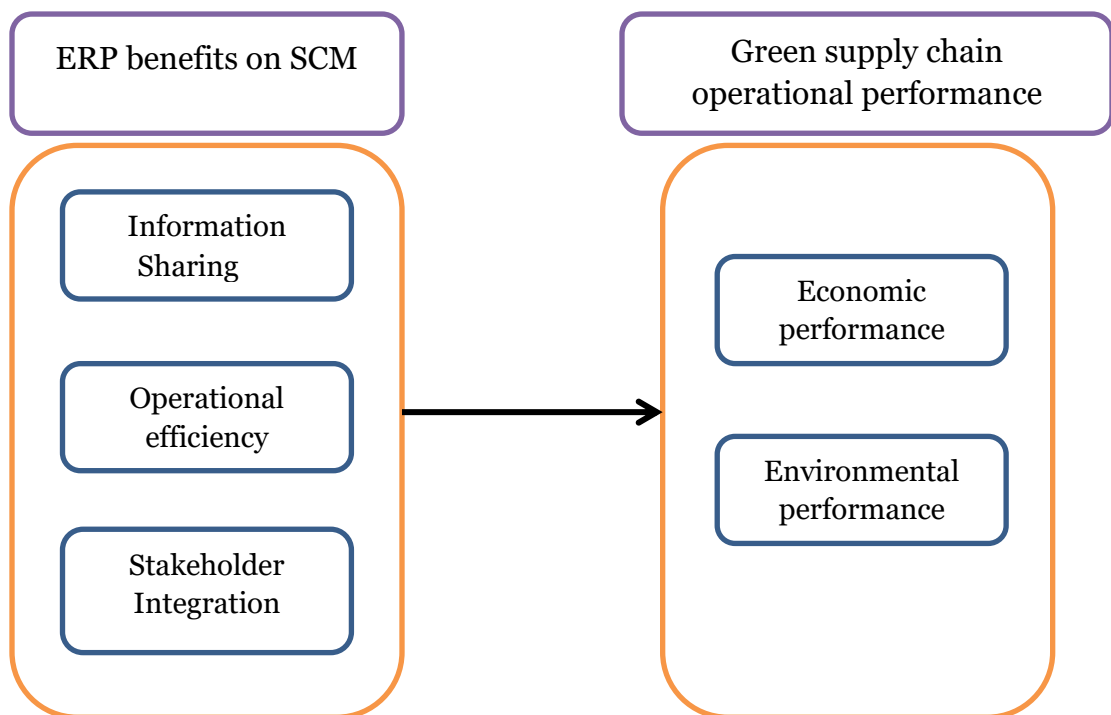 ERP benefits on SCM
Green supply chain
operational performance
Information
Sharing
Operational
efficiency
Stakeholder
Integration
Economic
performance
Environmental
performance